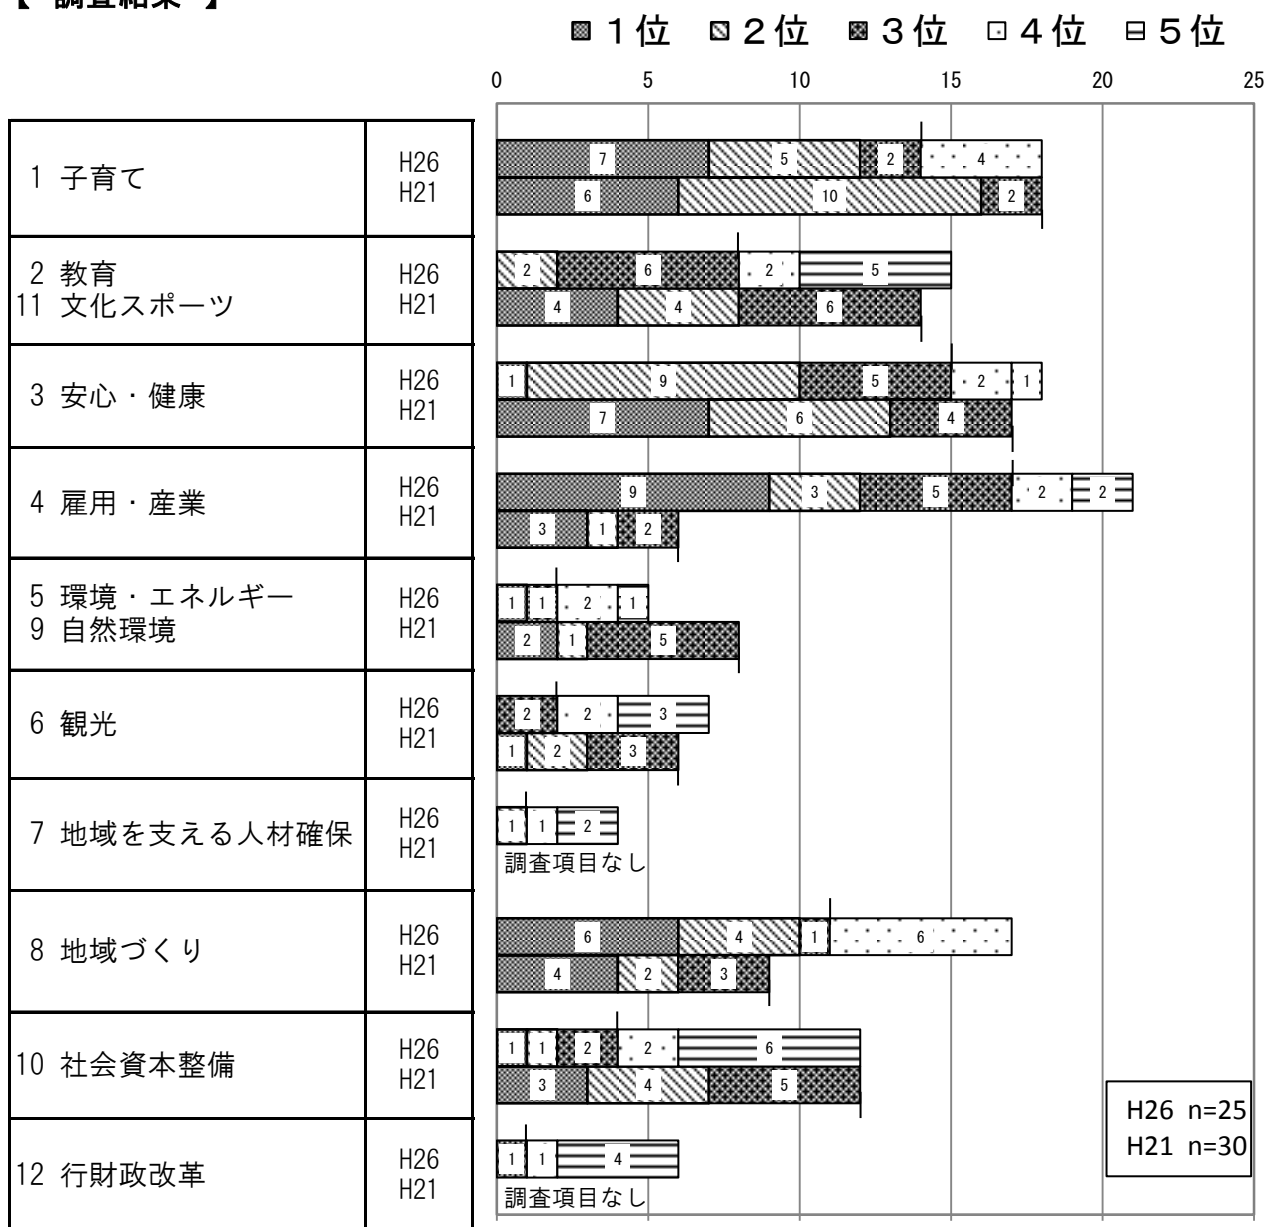 【 調査結果 】
1位 2位 3位 4位 5位
0 5 10 15 20 25
1 子育て H26 7 5 2 4
H21 6 10 2
2 教育 H26 2 6 2 5
11 文化スポーツ H21 4 4 6
3 安心・健康 H26 1 9 5 2 1
H21 7 6 4
4 雇用・産業 H26 9 3 5 2 2
H21 3 1 2
5 環境・エネルギー H26 1 1 2 1
9 自然環境 H21 2 1 5
6 観光 H26 2 2 3
H21 1 2 3
7 地域を支える人材確保 H26 1 1 2
H21 調査項目なし
8 地域づくり H26 6 4 1 6
H21 4 2 3
10 社会資本整備 H26 1 1 2 2 6
H21 3 4 5
12 行財政改革 H26 1 1 4
H21 調査項目なし
H26 n=25
H21 n=30